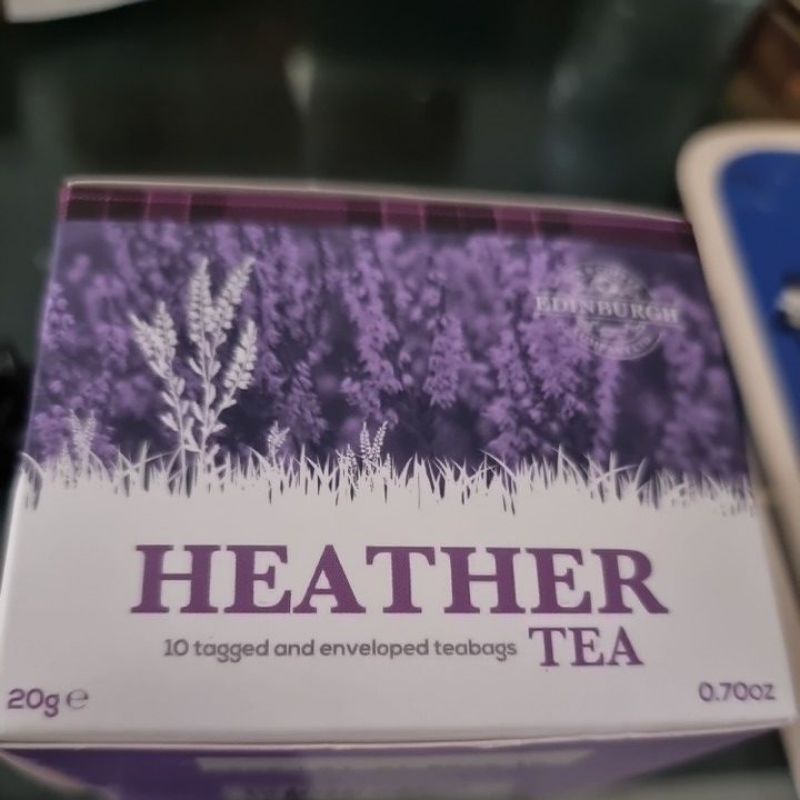 EDINBURGH
HEATHER
10 tagged and enveloped teabags TEA
20g ℮ 0.70oz